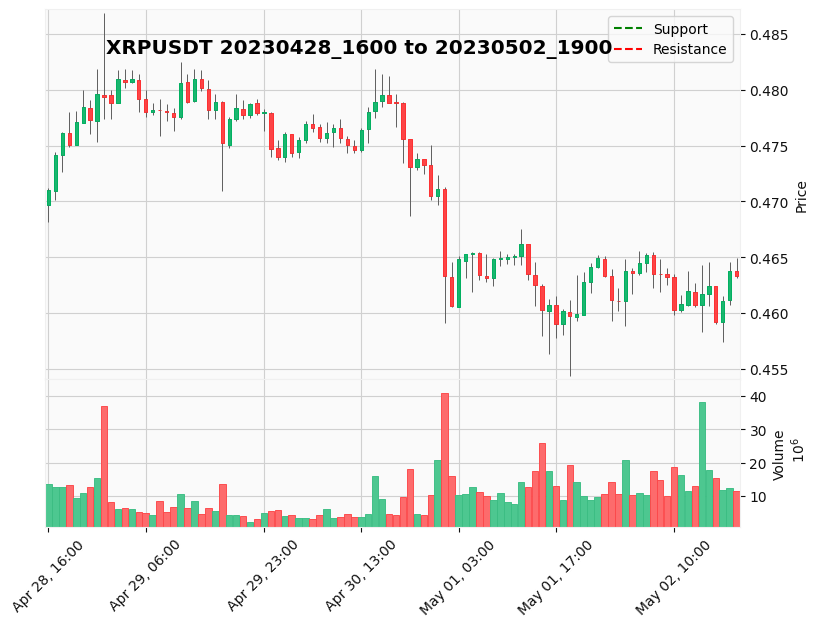 XRPUSDT 20230428_1600 to 20230502_1900
Support
Resistance
0.485
0.480
0.475
0.470
0.465
0.460
0.455
Price
40
30
20
10
Volume
10⁶
Apr 28, 16:00
Apr 29, 06:00
Apr 29, 23:00
Apr 30, 13:00
May 01, 03:00
May 01, 17:00
May 02, 10:00